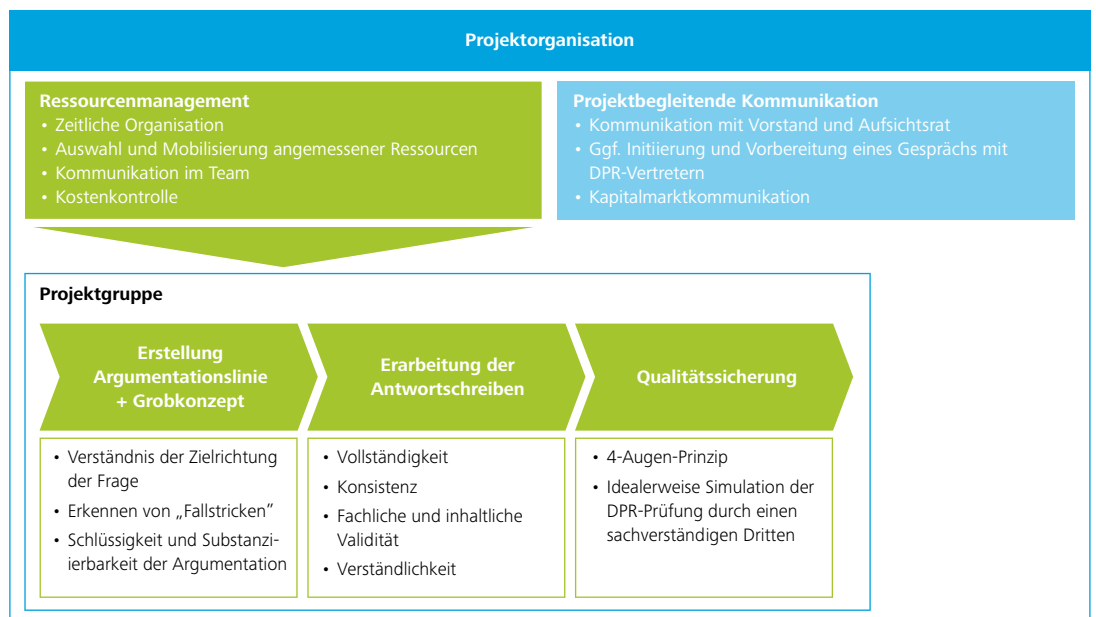 Projektorganisation
Ressourcenmanagement
• Zeitliche Organisation
• Auswahl und Mobilisierung angemessener Ressourcen
• Kommunikation im Team
• Kostenkontrolle
Projektbegleitende Kommunikation
• Kommunikation mit Vorstand und Aufsichtsrat
• Ggf. Initiierung und Vorbereitung eines Gesprächs mit
DPR-Vertretern
• Kapitalmarktkommunikation
Projektgruppe
Erstellung
Argumentationslinie
+ Grobkonzept
• Verständnis der Zielrichtung
der Frage
• Erkennen von „Fallstricken”
• Schlüssigkeit und Substanzi-
ierbarkeit der Argumentation
Erarbeitung der
Antwortschreiben
• Vollständigkeit
• Konsistenz
• Fachliche und inhaltliche
Validität
• Verständlichkeit
Qualitätssicherung
• 4-Augen-Prinzip
• Idealerweise Simulation der
DPR-Prüfung durch einen
sachverständigen Dritten